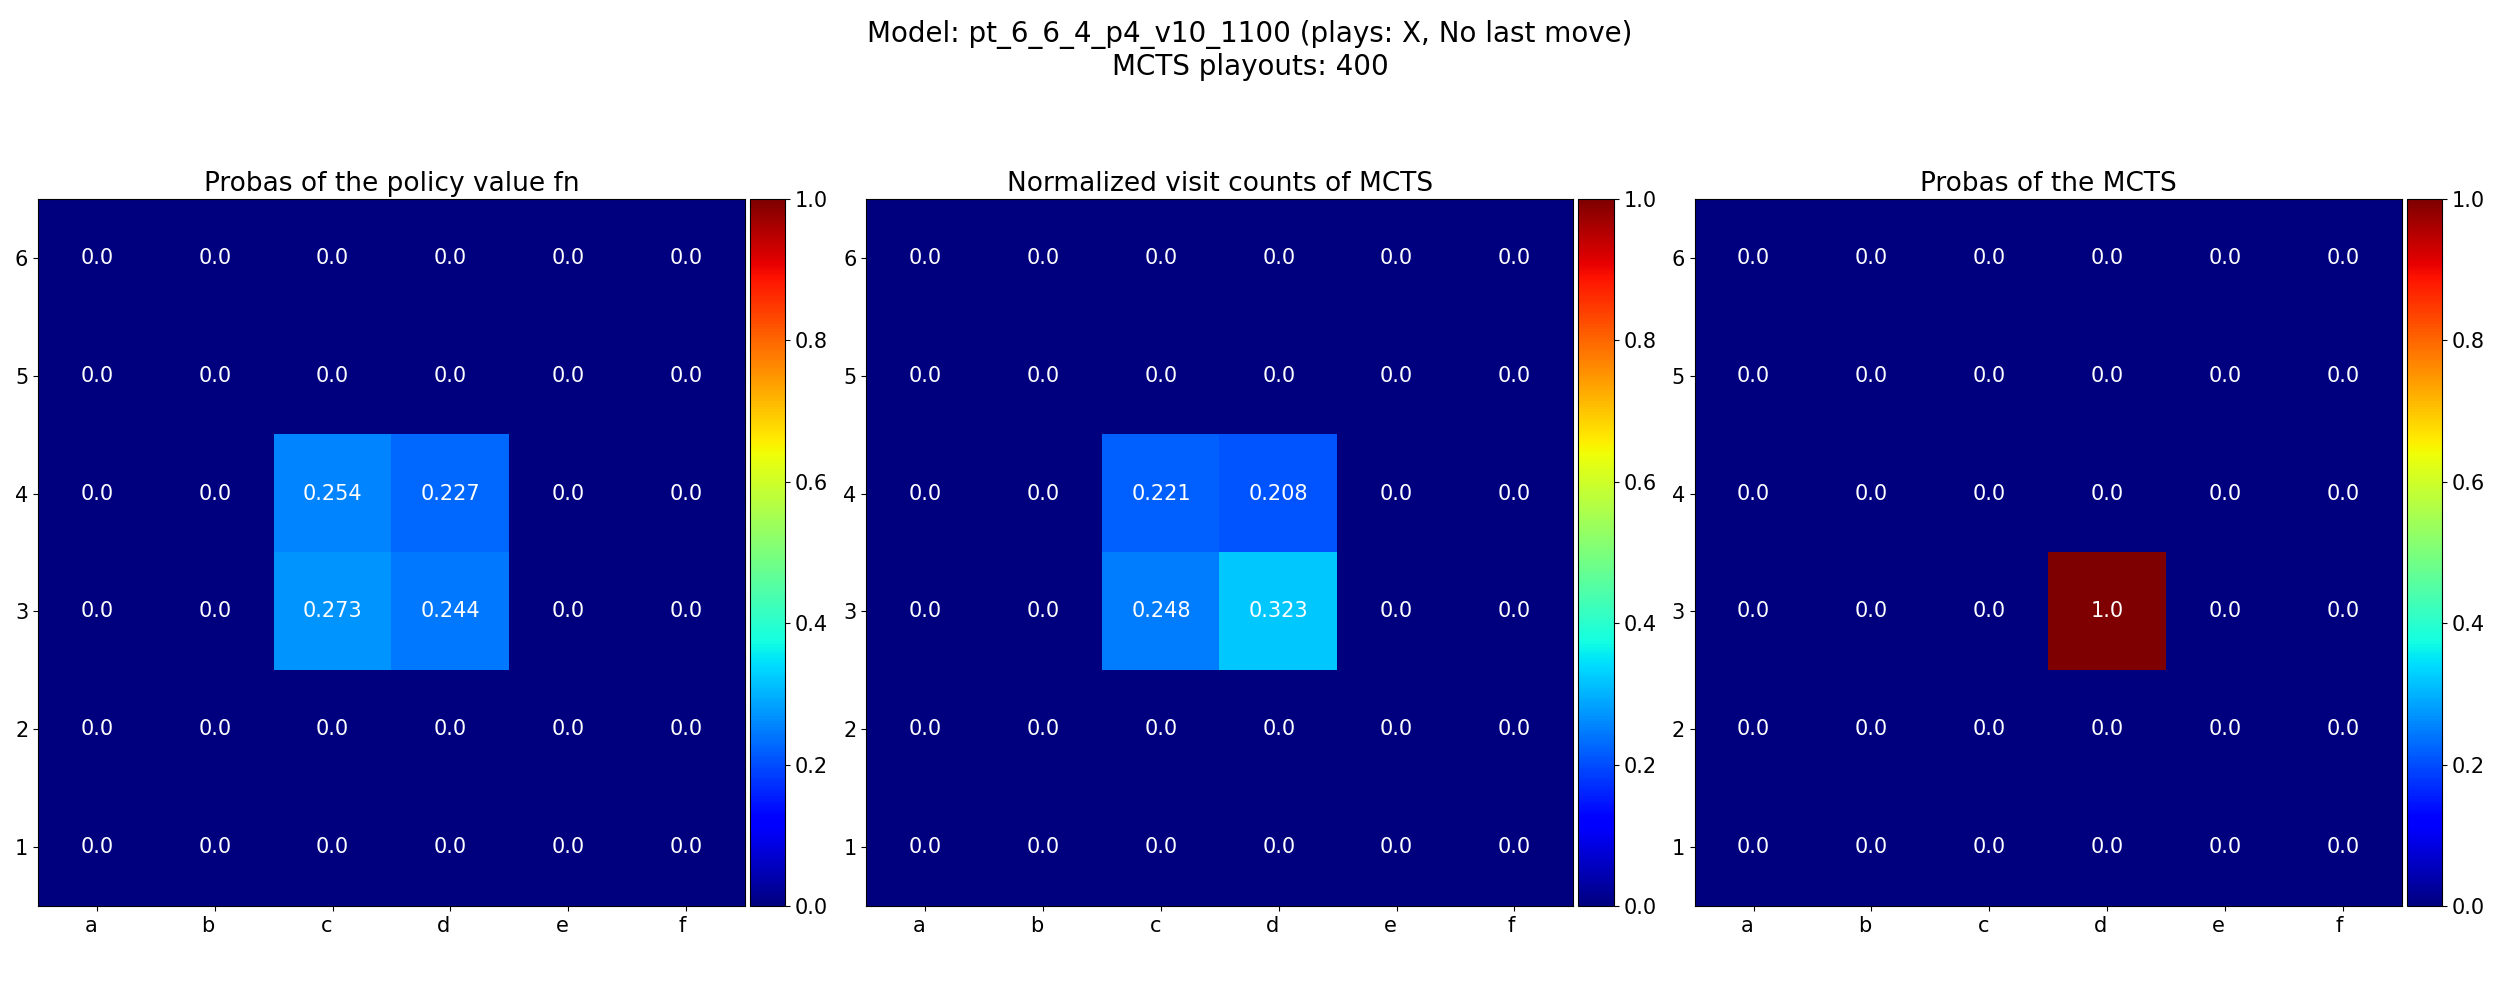 Model: pt_6_6_4_p4_v10_1100 (plays: X, No last move)
MCTS playouts: 400
Probas of the policy value fn
6 0.0 0.0 0.0 0.0 0.0 0.0
5 0.0 0.0 0.0 0.0 0.0 0.0
4 0.0 0.0 0.254 0.227 0.0 0.0
3 0.0 0.0 0.273 0.244 0.0 0.0
2 0.0 0.0 0.0 0.0 0.0 0.0
1 0.0 0.0 0.0 0.0 0.0 0.0
a b c d e f
1.0
0.8
0.6
0.4
0.2
0.0
Normalized visit counts of MCTS
6 0.0 0.0 0.0 0.0 0.0 0.0
5 0.0 0.0 0.0 0.0 0.0 0.0
4 0.0 0.0 0.221 0.208 0.0 0.0
3 0.0 0.0 0.248 0.323 0.0 0.0
2 0.0 0.0 0.0 0.0 0.0 0.0
1 0.0 0.0 0.0 0.0 0.0 0.0
a b c d e f
1.0
0.8
0.6
0.4
0.2
0.0
Probas of the MCTS
6 0.0 0.0 0.0 0.0 0.0 0.0
5 0.0 0.0 0.0 0.0 0.0 0.0
4 0.0 0.0 0.0 0.0 0.0 0.0
3 0.0 0.0 0.0 1.0 0.0 0.0
2 0.0 0.0 0.0 0.0 0.0 0.0
1 0.0 0.0 0.0 0.0 0.0 0.0
a b c d e f
1.0
0.8
0.6
0.4
0.2
0.0